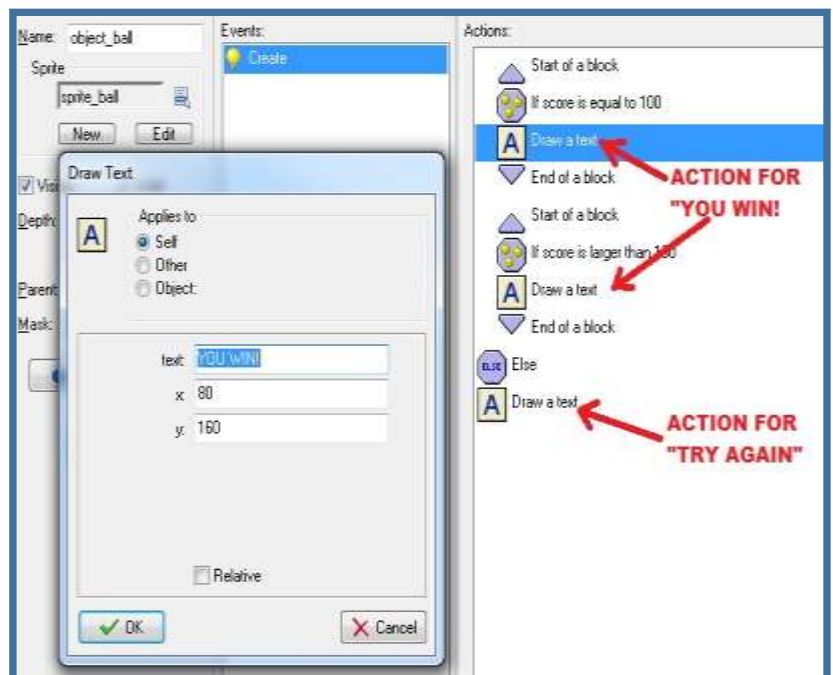 Name: object_ball
Sprite
sprite_ball
New Edit
Depth:
Parent
Mask:
Events:
Create
Draw Text
A
Applies to
Self
Other
Object:
text: YOU WIN!
x: 80
y: 160
Relative
OK Cancel
Actions:
Start of a block
If score is equal to 100
A Draw a text
End of a block
Start of a block
If score is larger than 100
A Draw a text
End of a block
ELSE Else
A Draw a text
ACTION FOR
"YOU WIN!
ACTION FOR
"TRY AGAIN"